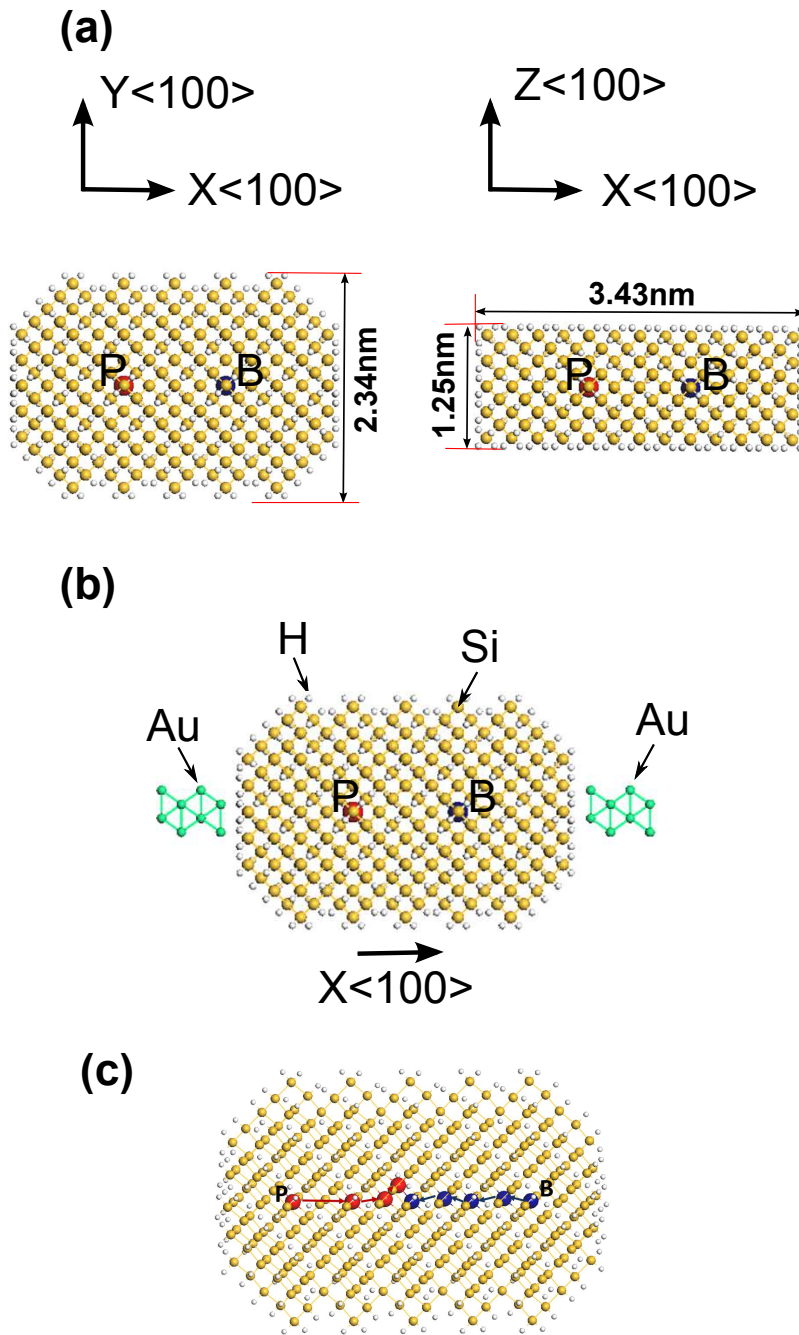 (a)
Y<100>
Z<100>
X<100>
X<100>
3.43nm
P
B
2.34nm
1.25nm
P
B
(b)
H
Si
Au
Au
P
B
X<100>
(c)
P
B